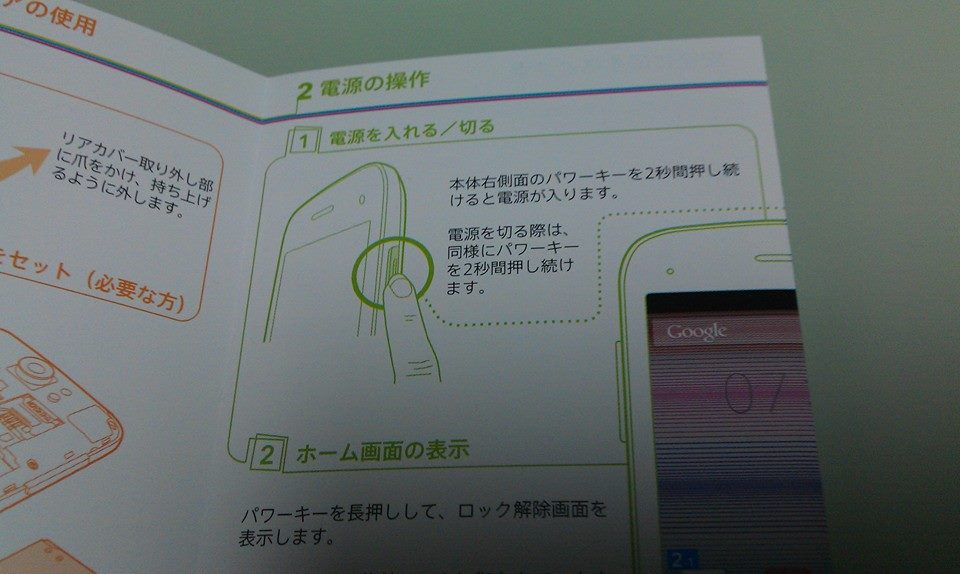 アの使用
リアカバー取り外し部
に爪をかけ、持ち上げ
るように外します。
をセット（必要な方）
2 電源の操作
1 電源を入れる／切る
本体右側面のパワーキーを2秒間押し続
けると電源が入ります。
電源を切る際は、
同様にパワーキー
を2秒間押し続け
ます。
Google
07
2 ホーム画面の表示
パワーキーを長押しして、ロック解除画面を
表示します。
2.1